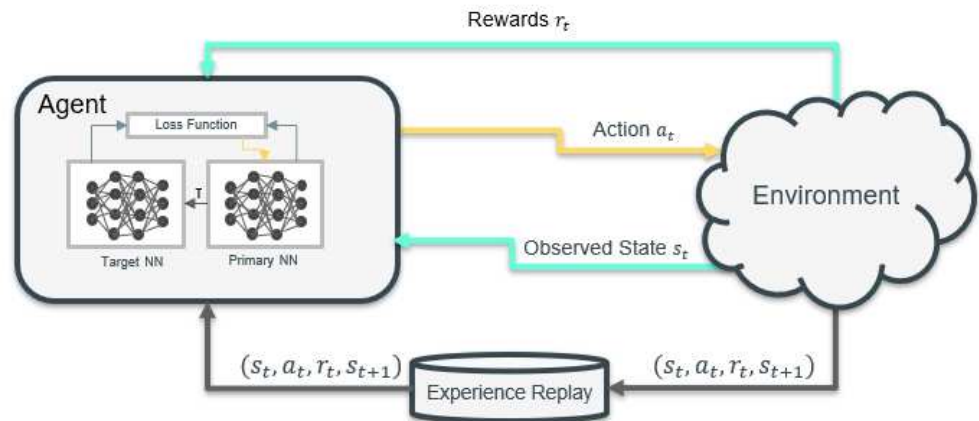 Rewards r_t
Agent
Loss Function
Action a_t
T
Environment
Target NN
Primary NN
Observed State s_t
(s_t, a_t, r_t, s_{t+1})
(s_t, a_t, r_t, s_{t+1})
Experience Replay